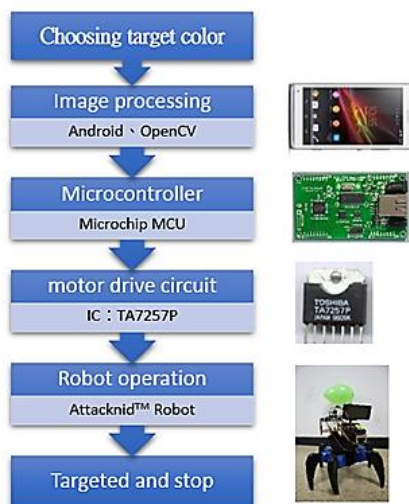 Choosing target color
Image processing
Android、OpenCV
Microcontroller
Microchip MCU
motor drive circuit
IC：TA7257P
TOSHIBA
TA7257P
Robot operation
Attacknid™ Robot
Targeted and stop